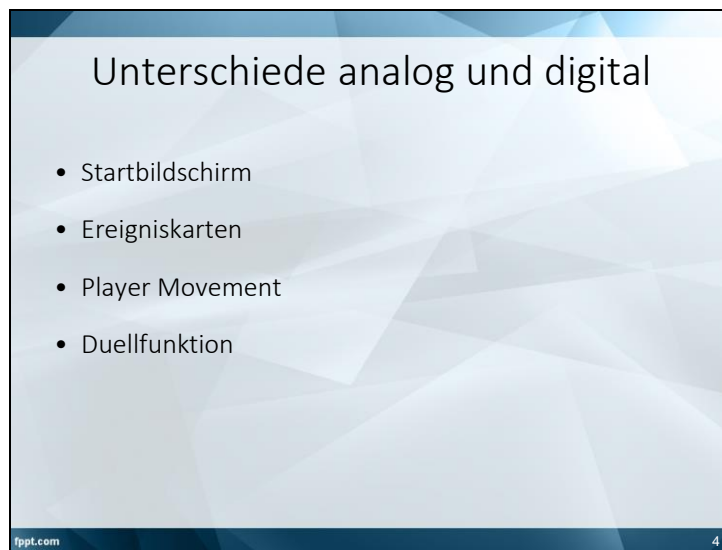 Unterschiede analog und digital
• Startbildschirm
• Ereigniskarten
• Player Movement
• Duellfunktion
fppt.com
4